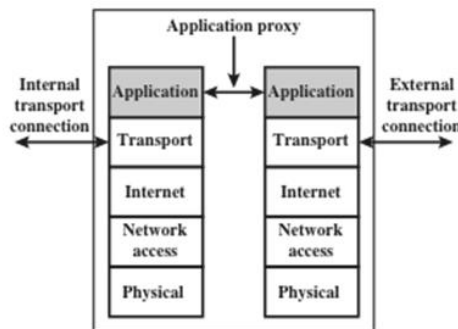 Application proxy
Internal
transport
connection
Application
Application
External
transport
connection
Transport
Transport
Internet
Internet
Network
access
Network
access
Physical
Physical